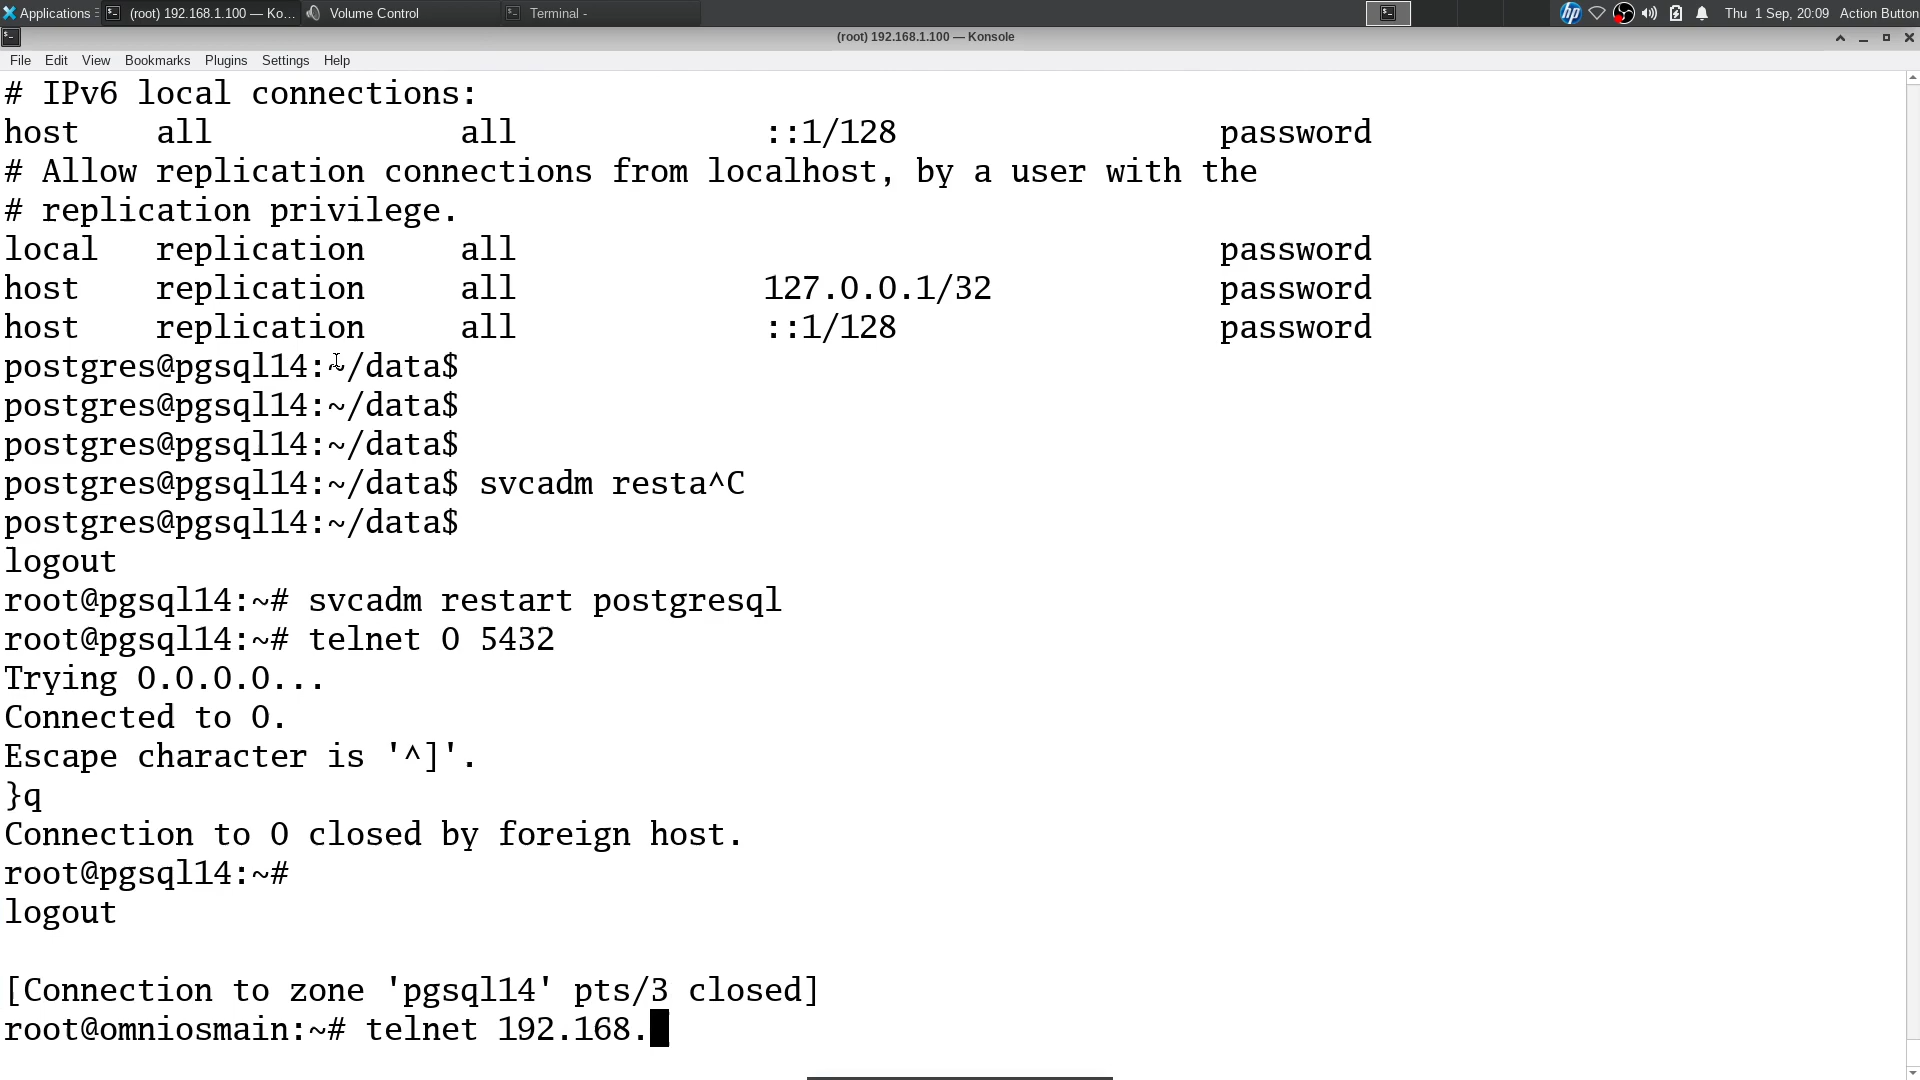 Applications
(root) 192.168.1.100 — Ko...
Volume Control
Terminal -
hp
Thu 1 Sep, 20:09
Action Button
(root) 192.168.1.100 — Konsole
File Edit View Bookmarks Plugins Settings Help
# IPv6 local connections:
host    all             all             ::1/128                 password
# Allow replication connections from localhost, by a user with the
# replication privilege.
local   replication     all                                     password
host    replication     all             127.0.0.1/32            password
host    replication     all             ::1/128                 password
postgres@pgsql14:~/data$
postgres@pgsql14:~/data$
postgres@pgsql14:~/data$
postgres@pgsql14:~/data$ svcadm resta^C
postgres@pgsql14:~/data$
logout
root@pgsql14:~# svcadm restart postgresql
root@pgsql14:~# telnet 0 5432
Trying 0.0.0.0...
Connected to 0.
Escape character is '^]'.
}q
Connection to 0 closed by foreign host.
root@pgsql14:~#
logout
[Connection to zone 'pgsql14' pts/3 closed]
root@omniosmain:~# telnet 192.168.